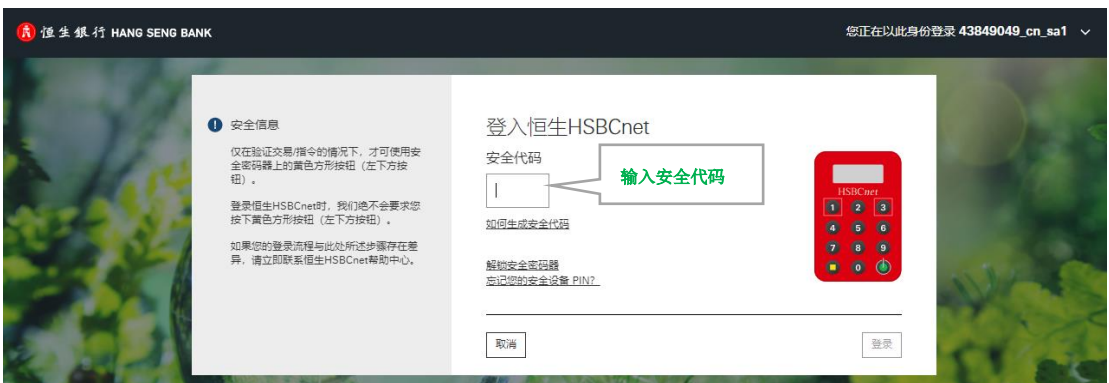 恒生銀行 HANG SENG BANK
您正在以此身份登录 43849049_cn_sa1
安全信息
仅在验证交易/指令的情况下，才可使用安
全密码器上的黄色方形按钮（左下方按
钮）。
登录恒生HSBCnet时，我们绝不会要求您
按下黄色方形按钮（左下方按钮）。
如果您的登录流程与此处所述步骤存在差
异，请立即联系恒生HSBCnet帮助中心。
登入恒生HSBCnet
安全代码
输入安全代码
如何生成安全代码
解锁安全密码器
忘记您的安全设备 PIN?
HSBCnet
1 2 3
4 5 6
7 8 9
0
取消
登录